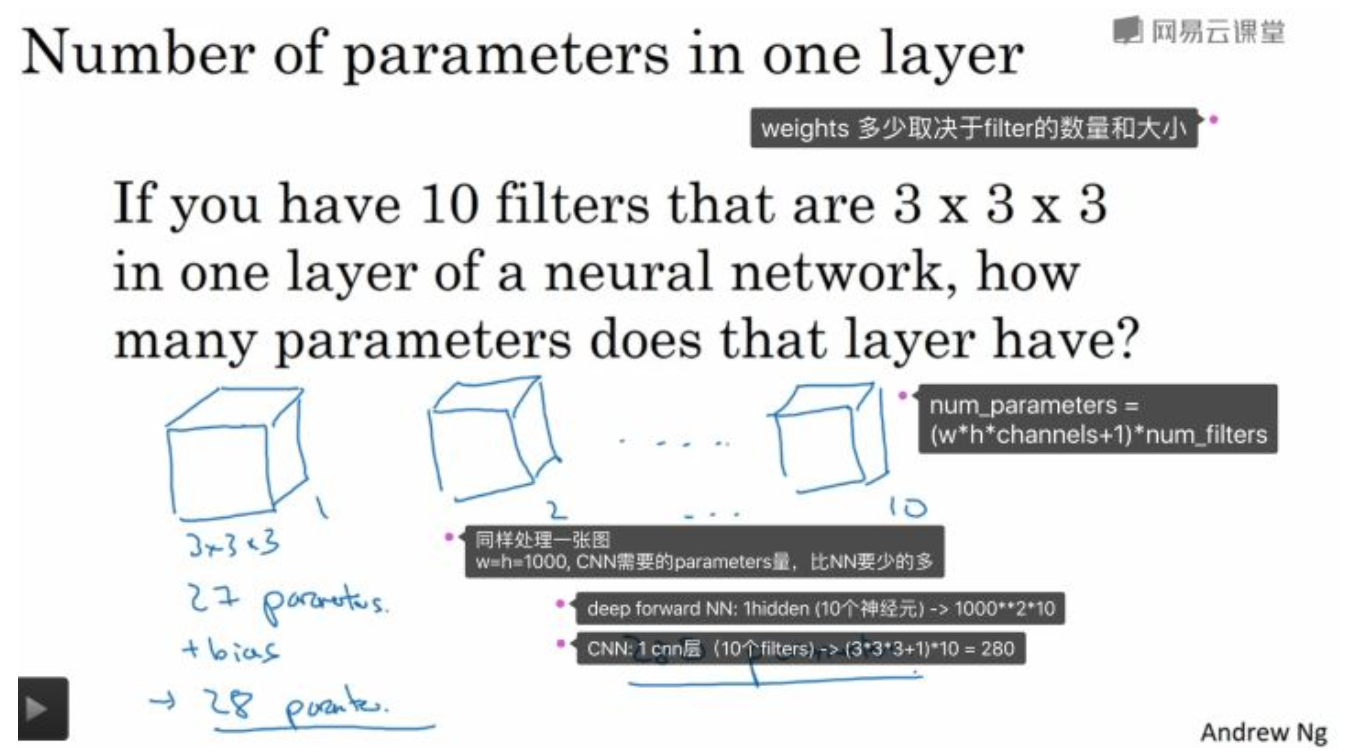 网易云课堂
Number of parameters in one layer
weights 多少取决于filter的数量和大小
If you have 10 filters that are 3 x 3 x 3
in one layer of a neural network, how
many parameters does that layer have?
num_parameters =
(w*h*channels+1)*num_filters
1
2
10
3x3x3
同样处理一张图
w=h=1000, CNN需要的parameters量，比NN要少的多
27 parameters.
deep forward NN: 1hidden (10个神经元) -> 1000**2*10
+ bias
CNN: 1 cnn层（10个filters) -> (3*3*3+1)*10 = 280
→ 28 parameters.
Andrew Ng